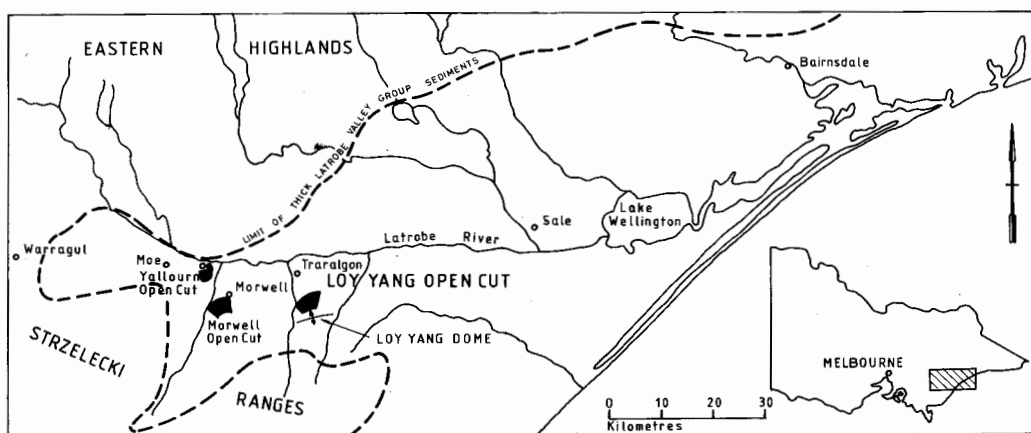 EASTERN HIGHLANDS
Bairnsdale
LIMIT OF THICK LATROBE VALLEY GROUP SEDIMENTS
Lake
Wellington
Sale
Latrobe River
Warragul
Moe
Yallourn
Open Cut
Traralgon
LOY YANG OPEN CUT
Morwell
Morwell
Open Cut
STRZELECKI
RANGES
LOY YANG DOME
MELBOURNE
0 10 20 30
Kilometres